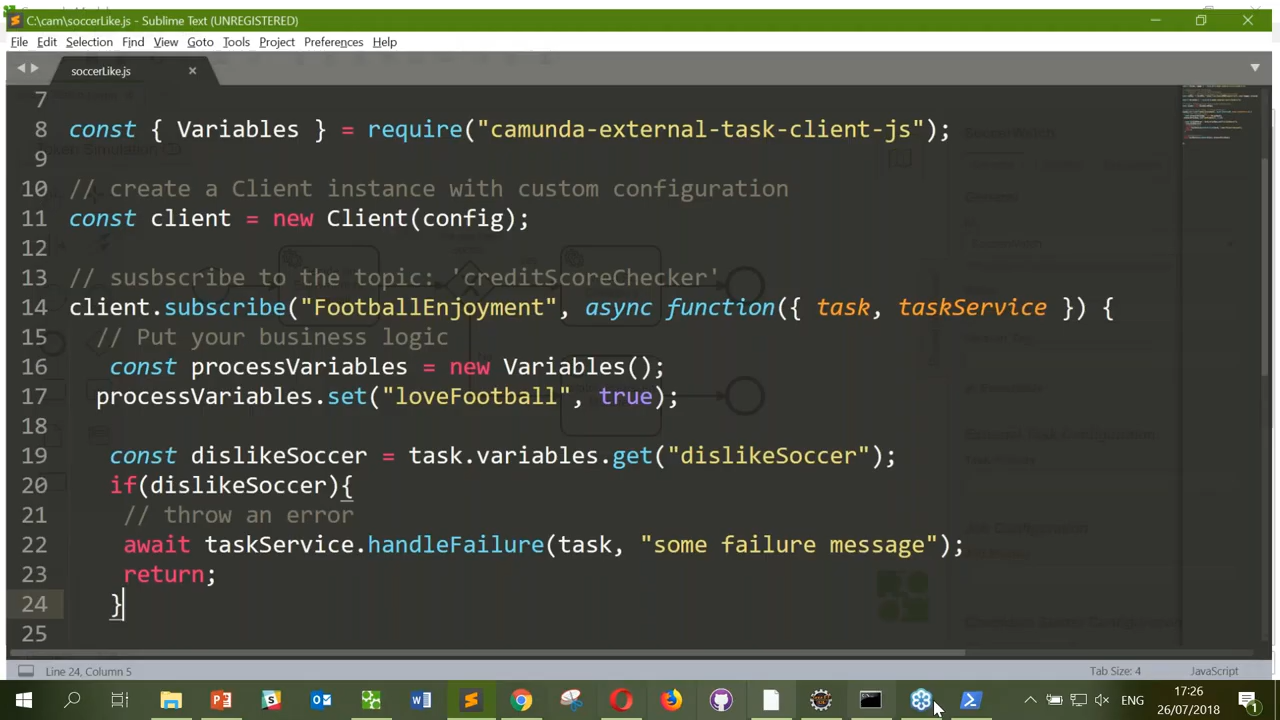 C:\cam\soccerLike.js - Sublime Text (UNREGISTERED)
File Edit Selection Find View Goto Tools Project Preferences Help
soccerLike.js
7
8 const { Variables } = require("camunda-external-task-client-js");
9
10 // create a Client instance with custom configuration
11 const client = new Client(config);
12
13 // susbscribe to the topic: 'creditScoreChecker'
14 client.subscribe("FootballEnjoyment", async function({ task, taskService }) {
15 // Put your business logic
16 const processVariables = new Variables();
17 processVariables.set("loveFootball", true);
18
19 const dislikeSoccer = task.variables.get("dislikeSoccer");
20 if(dislikeSoccer){
21 // throw an error
22 await taskService.handleFailure(task, "some failure message");
23 return;
24 }
25
Line 24, Column 5 Tab Size: 4 JavaScript
ENG 17:26
26/07/2018 1